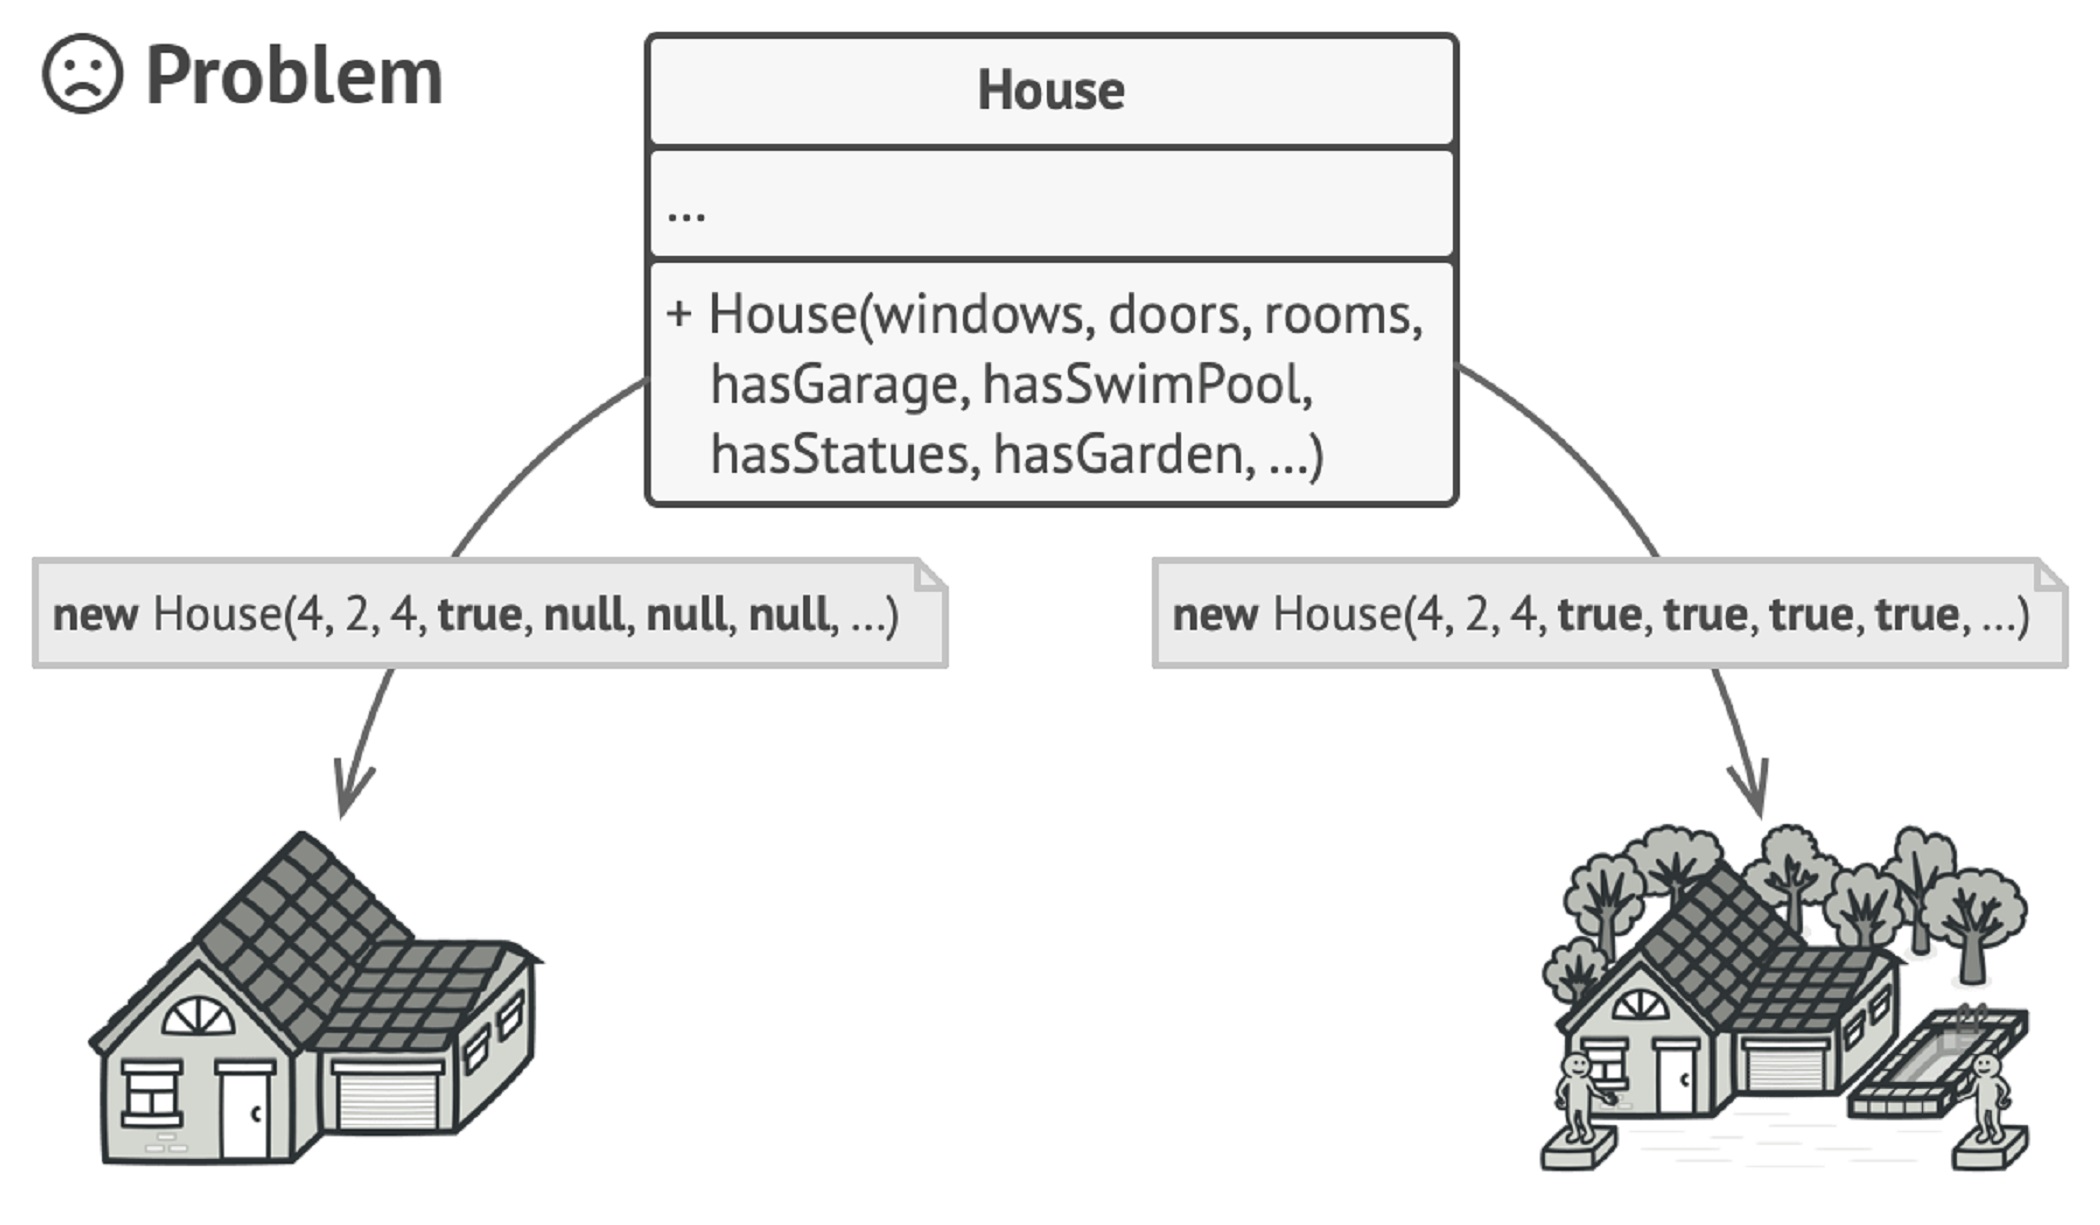 Problem
House
...
+ House(windows, doors, rooms,
hasGarage, hasSwimPool,
hasStatues, hasGarden, ...)
new House(4, 2, 4, true, null, null, null, ...)
new House(4, 2, 4, true, true, true, true, ...)